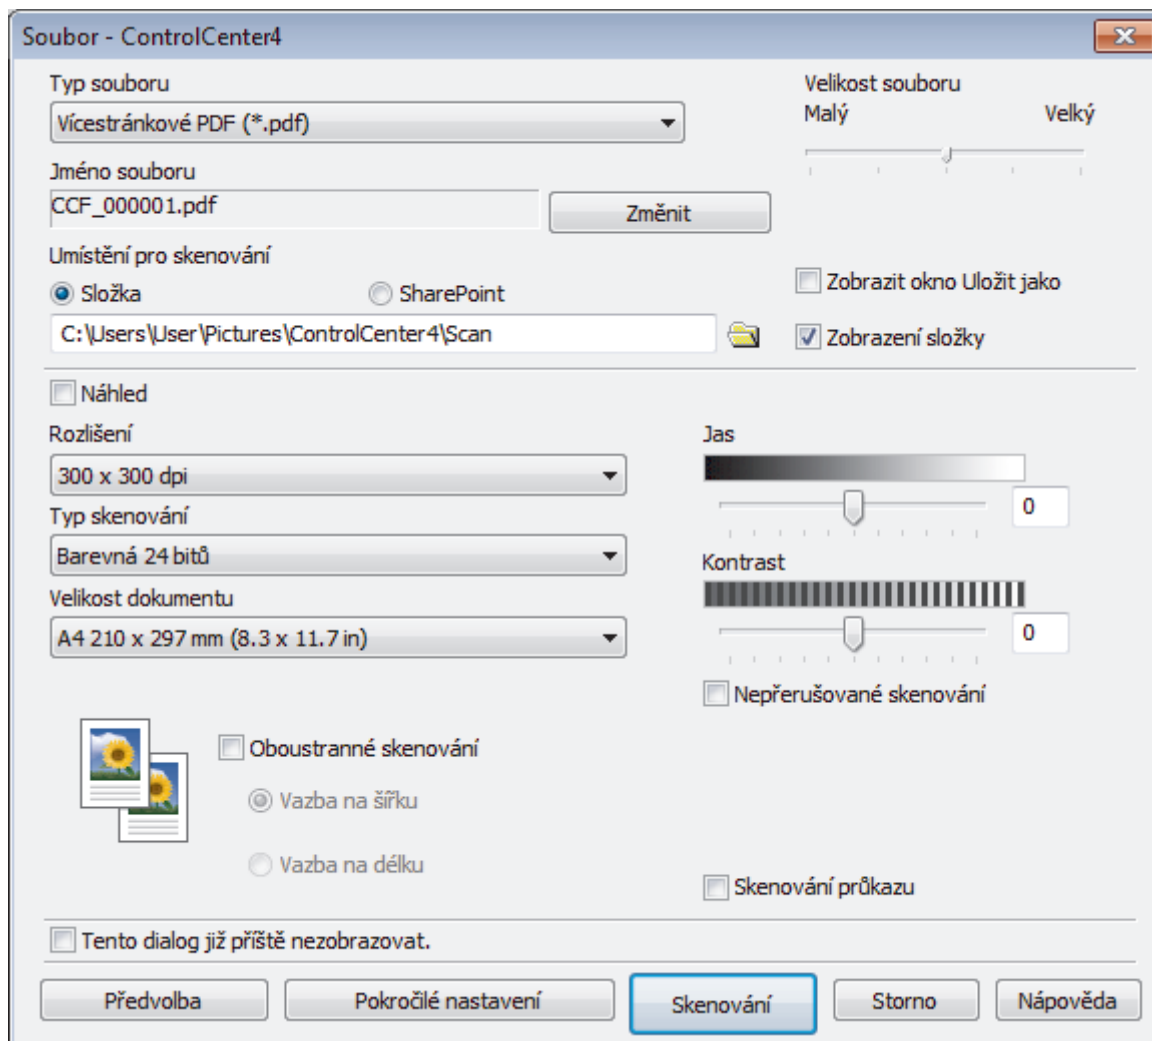 Soubor - ControlCenter4
Typ souboru
Vícestránkové PDF (*.pdf)
Velikost souboru
Malý Velký
Jméno souboru
CCF_000001.pdf
Změnit
Umístění pro skenování
Složka SharePoint
C:\Users\User\Pictures\ControlCenter4\Scan
Zobrazit okno Uložit jako
Zobrazení složky
Náhled
Rozlišení
300 x 300 dpi
Typ skenování
Barevná 24 bitů
Velikost dokumentu
A4 210 x 297 mm (8.3 x 11.7 in)
Jas
0
Kontrast
0
Nepřerušované skenování
Oboustranné skenování
Vazba na šířku
Vazba na délku
Skenování průkazu
Tento dialog již příště nezobrazovat.
Předvolba Pokročilé nastavení Skenování Storno Nápověda